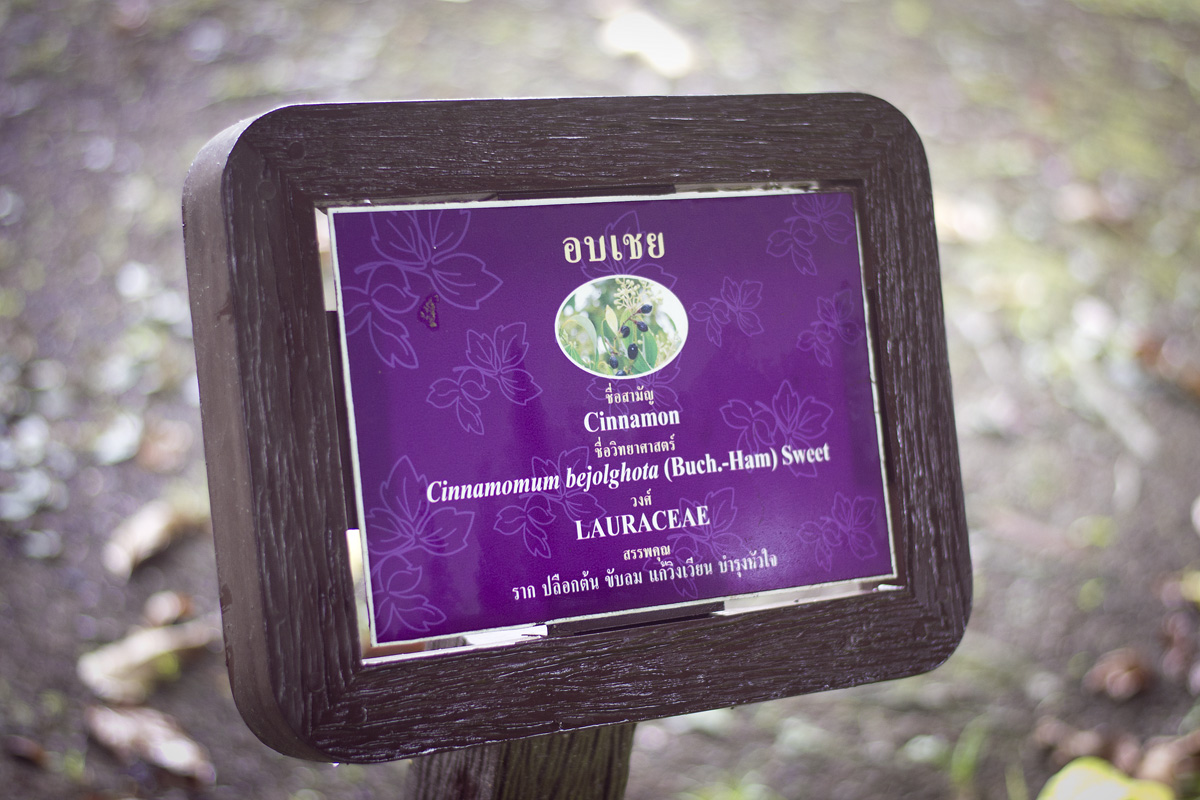 อบเชย
ชื่อสามัญ
Cinnamon
ชื่อวิทยาศาสตร์
Cinnamomum bejolghota (Buch.-Ham) Sweet
วงศ์
LAURACEAE
สรรพคุณ
ราก ปลือกต้น ขับลม แก้วิงเวียน บำรุงหัวใจ